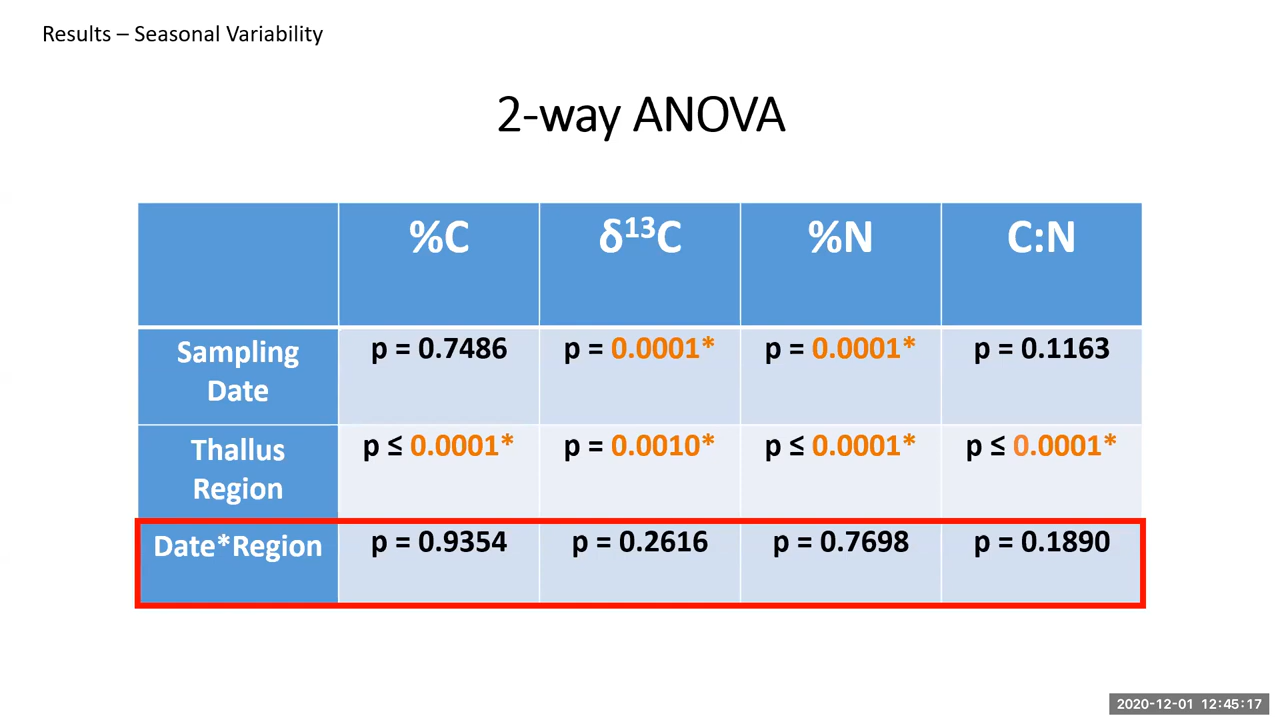 Results – Seasonal Variability
2-way ANOVA
%C δ¹³C %N C:N
Sampling
Date
p = 0.7486 p = 0.0001* p = 0.0001* p = 0.1163
Thallus
Region
p ≤ 0.0001* p = 0.0010* p ≤ 0.0001* p ≤ 0.0001*
Date*Region p = 0.9354 p = 0.2616 p = 0.7698 p = 0.1890
2020-12-01 12:45:17